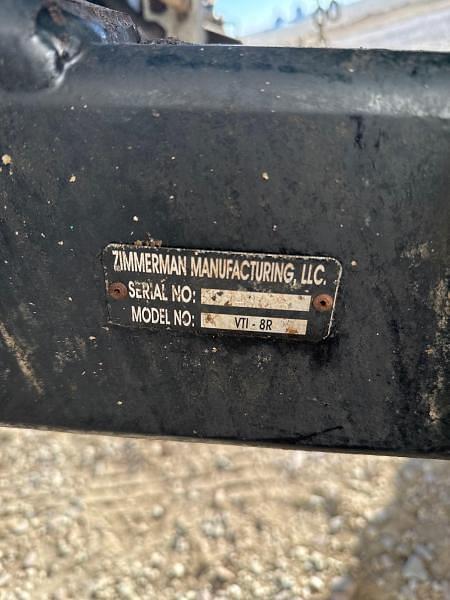 ZIMMERMAN MANUFACTURING, LLC.
SERIAL NO:
MODEL NO: VTI - 8R